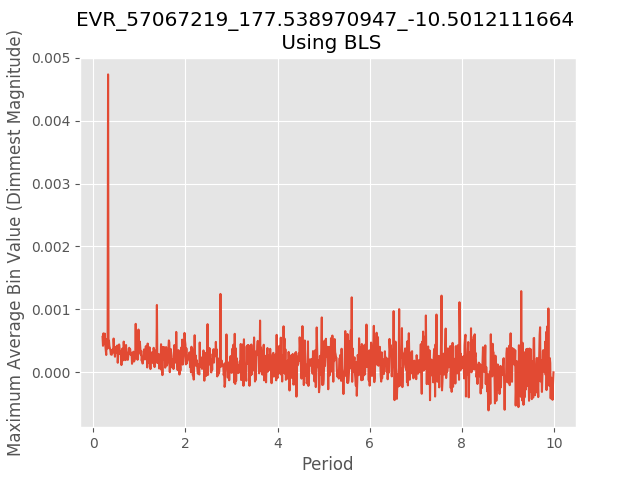 EVR_57067219_177.538970947_-10.5012111664
Using BLS
Maximum Average Bin Value (Dimmest Magnitude)
0.005
0.004
0.003
0.002
0.001
0.000
0 2 4 6 8 10
Period